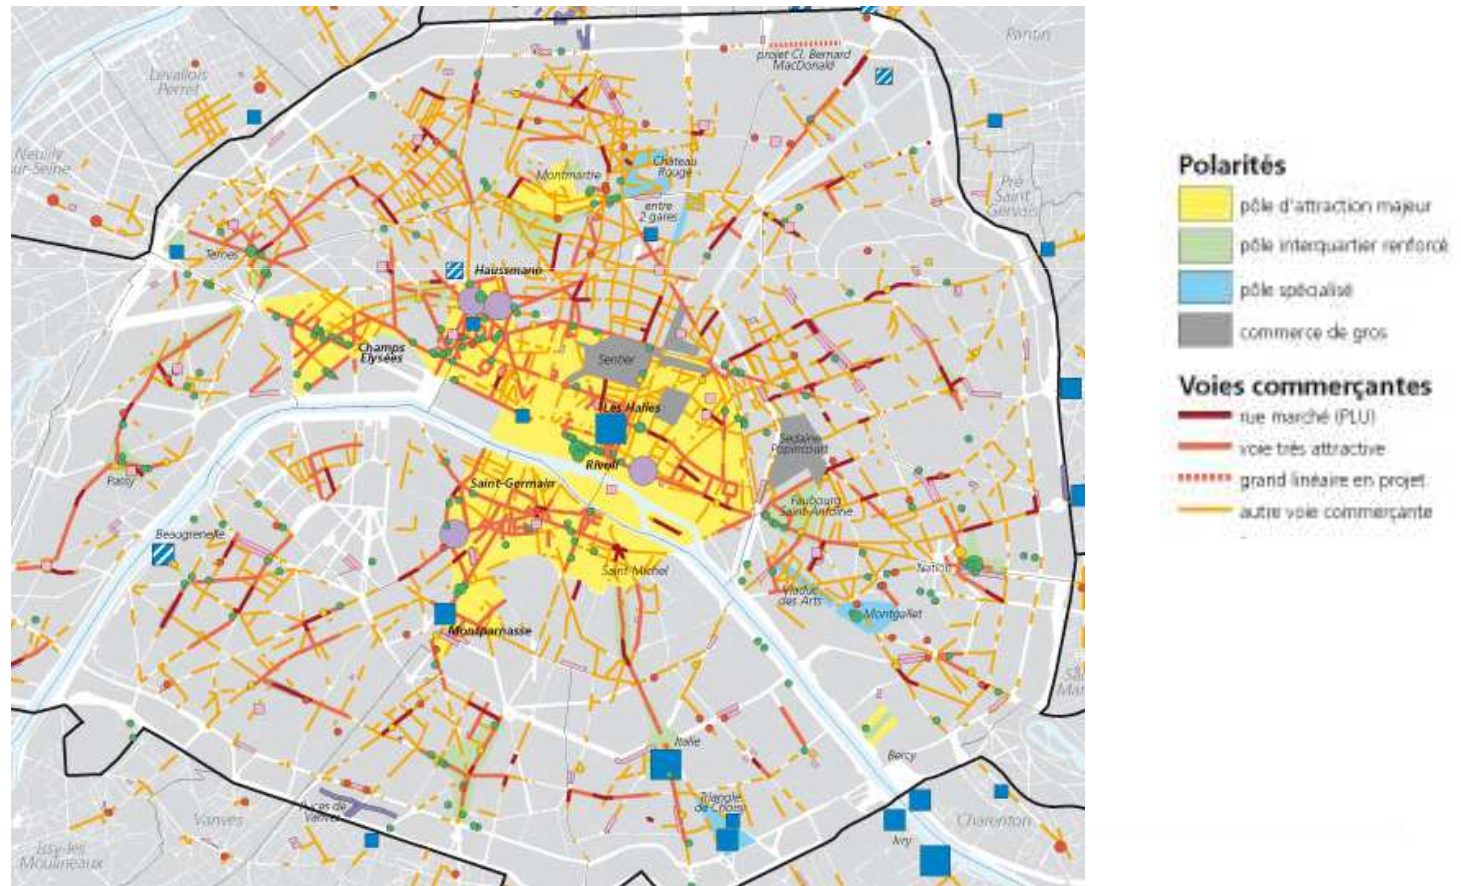 Pantin
projet Cl. Bernard
MacDonald
Levallois
Perret
Neuilly
sur-Seine
Château
Rouge
Montmartre
Pré
Saint
Gervais
entre
2 gares
Ternes
Haussmann
Champs
Elysées
Sentier
Les Halles
Sedaine
Popincourt
Rivoli
Saint-Germain
Passy
Faubourg
Saint-Antoine
Beaugrenelle
Saint-Michel
Nation
Viaduc
des Arts
Montgallet
Montparnasse
Italie
Bercy
Triangle
de Choisy
Puces de
Vanves
Vanves
Issy-les
Moulineaux
Ivry
Charenton
Polarités
pôle d'attraction majeur
pôle interquartier renforcé
pôle spécialisé
commerce de gros
Voies commerçantes
rue marché (PLU)
voie très attractive
grand linéaire en projet
autre voie commerçante